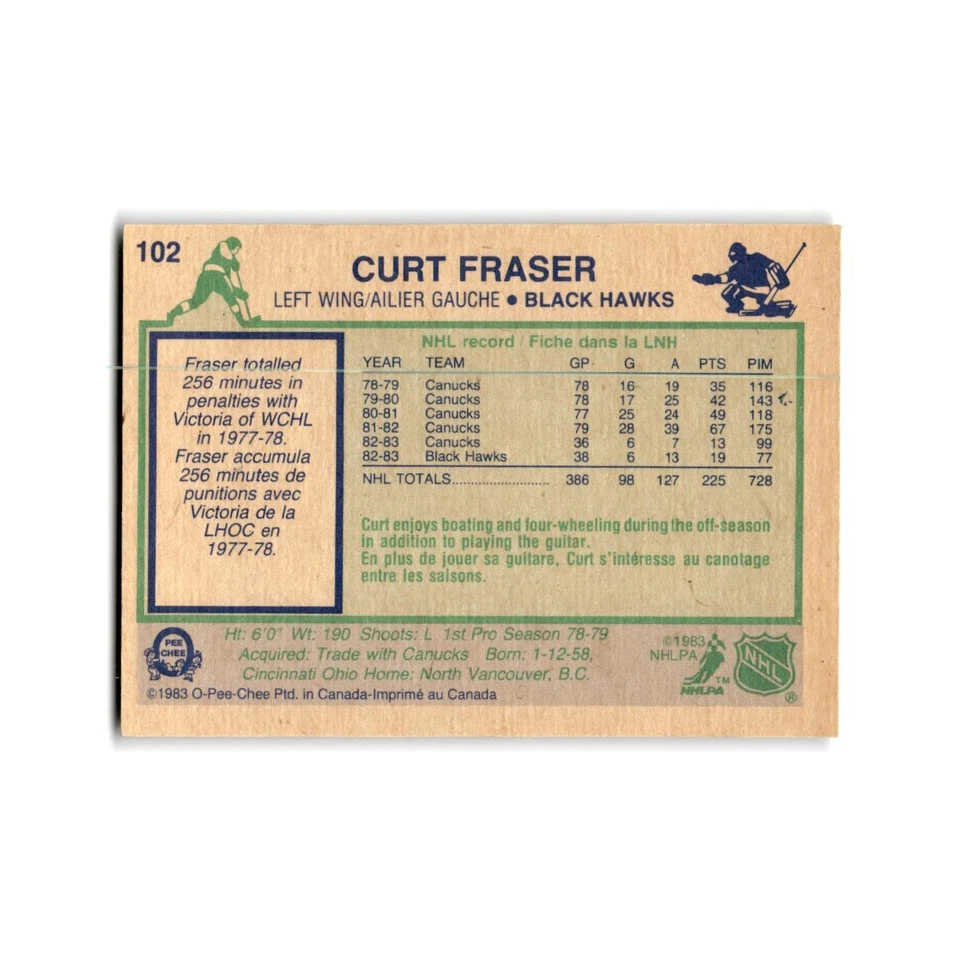 102
CURT FRASER
LEFT WING/AILIER GAUCHE • BLACK HAWKS
Fraser totalled
256 minutes in
penalties with
Victoria of WCHL
in 1977-78.
Fraser accumula
256 minutes de
punitions avec
Victoria de la
LHOC en
1977-78.
NHL record / Fiche dans la LNH
YEAR TEAM GP G A PTS PIM
78-79 Canucks 78 16 19 35 116
79-80 Canucks 78 17 25 42 143
80-81 Canucks 77 25 24 49 118
81-82 Canucks 79 28 39 67 175
82-83 Canucks 36 6 7 13 99
82-83 Black Hawks 38 6 13 19 77
NHL TOTALS............................ 386 98 127 225 728
Curt enjoys boating and four-wheeling during the off-season
in addition to playing the guitar.
En plus de jouer sa guitare, Curt s'intéresse au canotage
entre les saisons.
PEE
CHEE
Ht: 6'0" Wt: 190 Shoots: L 1st Pro Season 78-79
Acquired: Trade with Canucks Born: 1-12-58,
Cincinnati Ohio Home: North Vancouver, B.C.
©1983 O-Pee-Chee Ptd. in Canada-Imprimé au Canada
©1983
NHLPA
TM
NHLPA
NHL
®